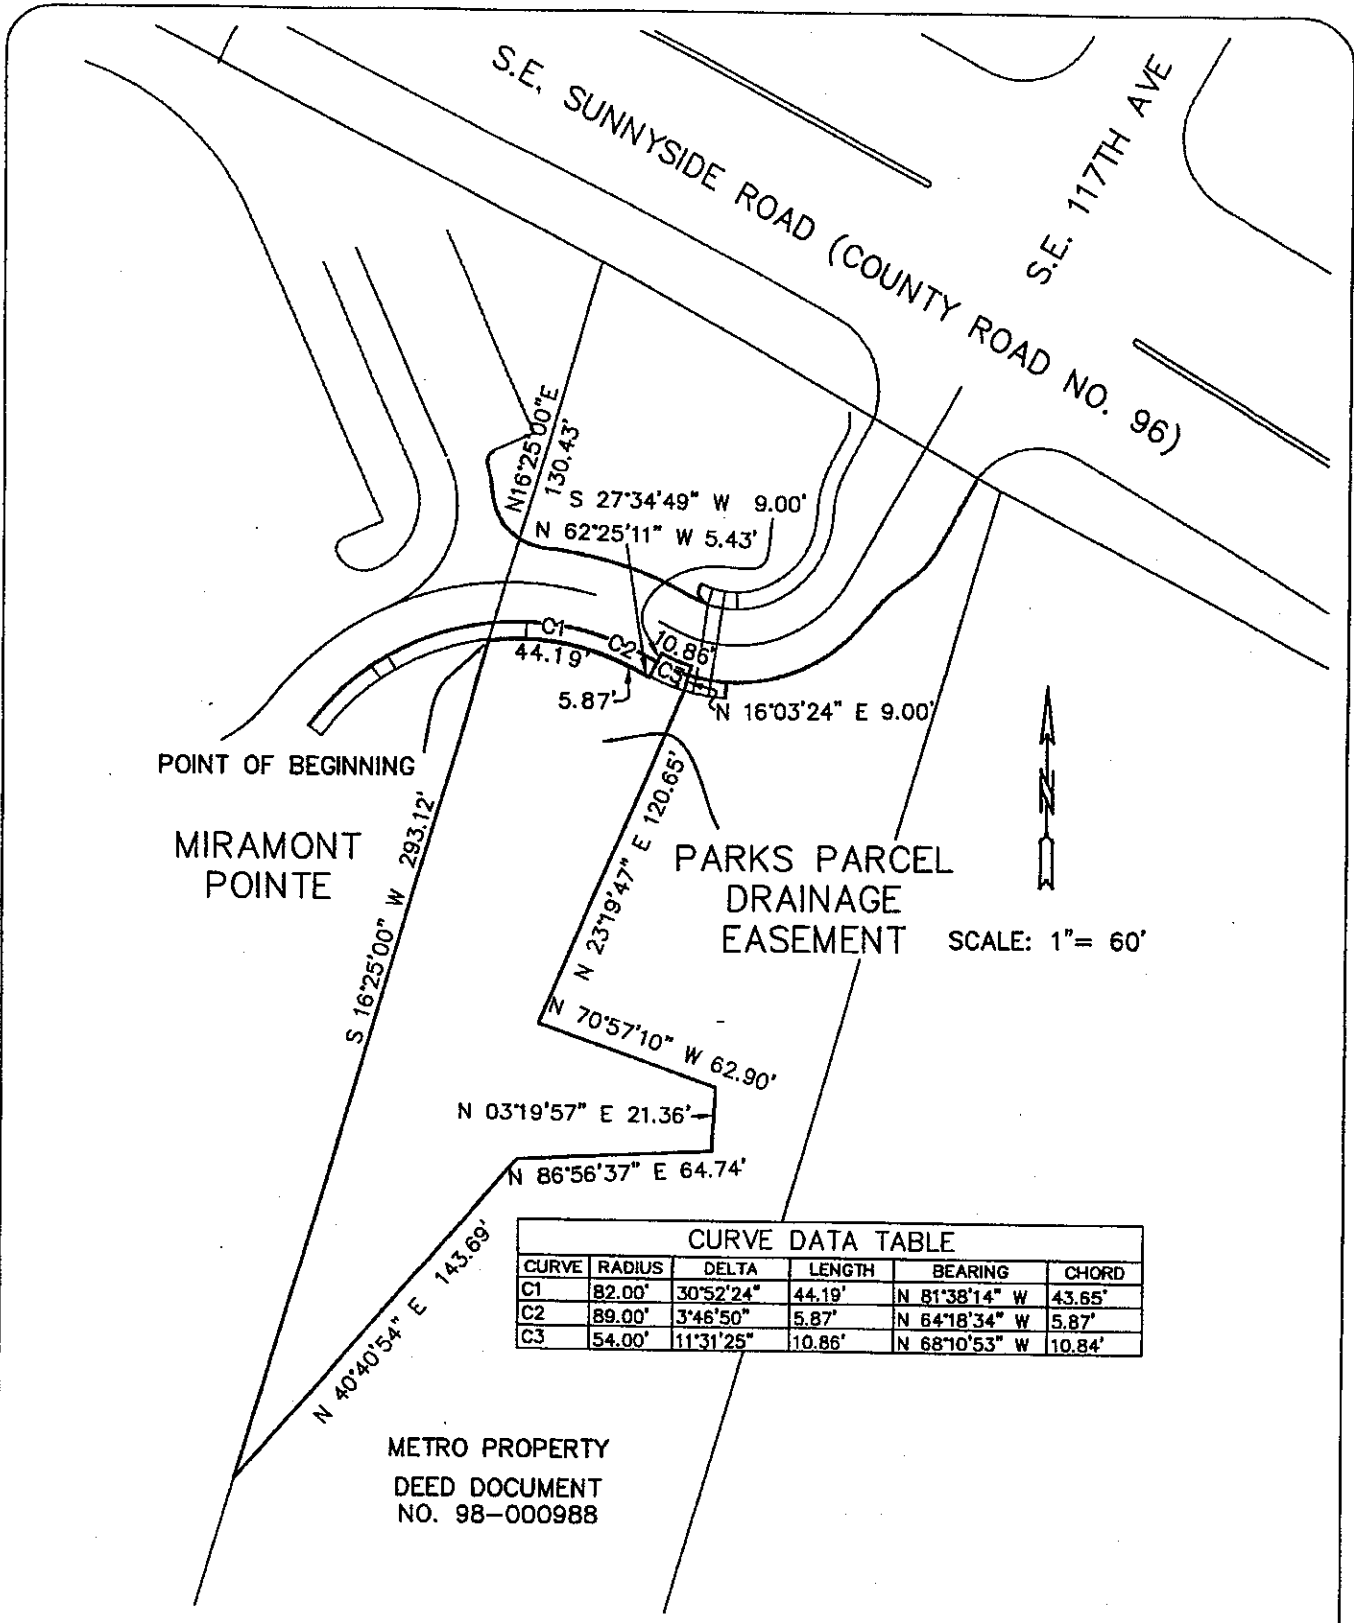 S.E. SUNNYSIDE ROAD (COUNTY ROAD NO. 96)
S.E. 117TH AVE
N16°25'00"E
130.43'
S 27°34'49" W 9.00'
N 62°25'11" W 5.43'
C1
44.19'
C2
10.86'
C3
5.87'
N 16°03'24" E 9.00'
POINT OF BEGINNING
MIRAMONT
POINTE
S 16°25'00" W 293.12'
N 23°19'47" E 120.65'
PARKS PARCEL
DRAINAGE
EASEMENT
N
SCALE: 1"= 60'
N 70°57'10" W 62.90'
N 03°19'57" E 21.36'
N 86°56'37" E 64.74'
N 40°40'54" E 143.69'
CURVE DATA TABLE
CURVE RADIUS DELTA LENGTH BEARING CHORD
C1 82.00' 30°52'24" 44.19' N 81°38'14" W 43.65'
C2 89.00' 3°46'50" 5.87' N 64°18'34" W 5.87'
C3 54.00' 11°31'25" 10.86' N 68°10'53" W 10.84'
METRO PROPERTY
DEED DOCUMENT
NO. 98-000988